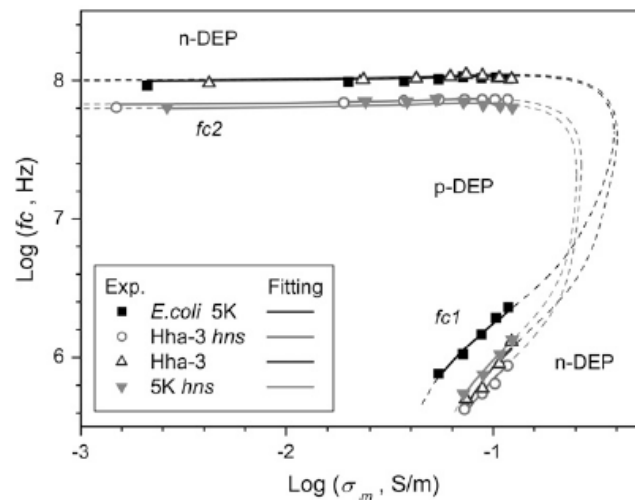 n-DEP
8
fc2
Log (fc , Hz)
p-DEP
7
Exp. Fitting
E.coli 5K
Hha-3 hns
Hha-3
5K hns
fc1
6
n-DEP
-3 -2 -1
Log (σm , S/m)